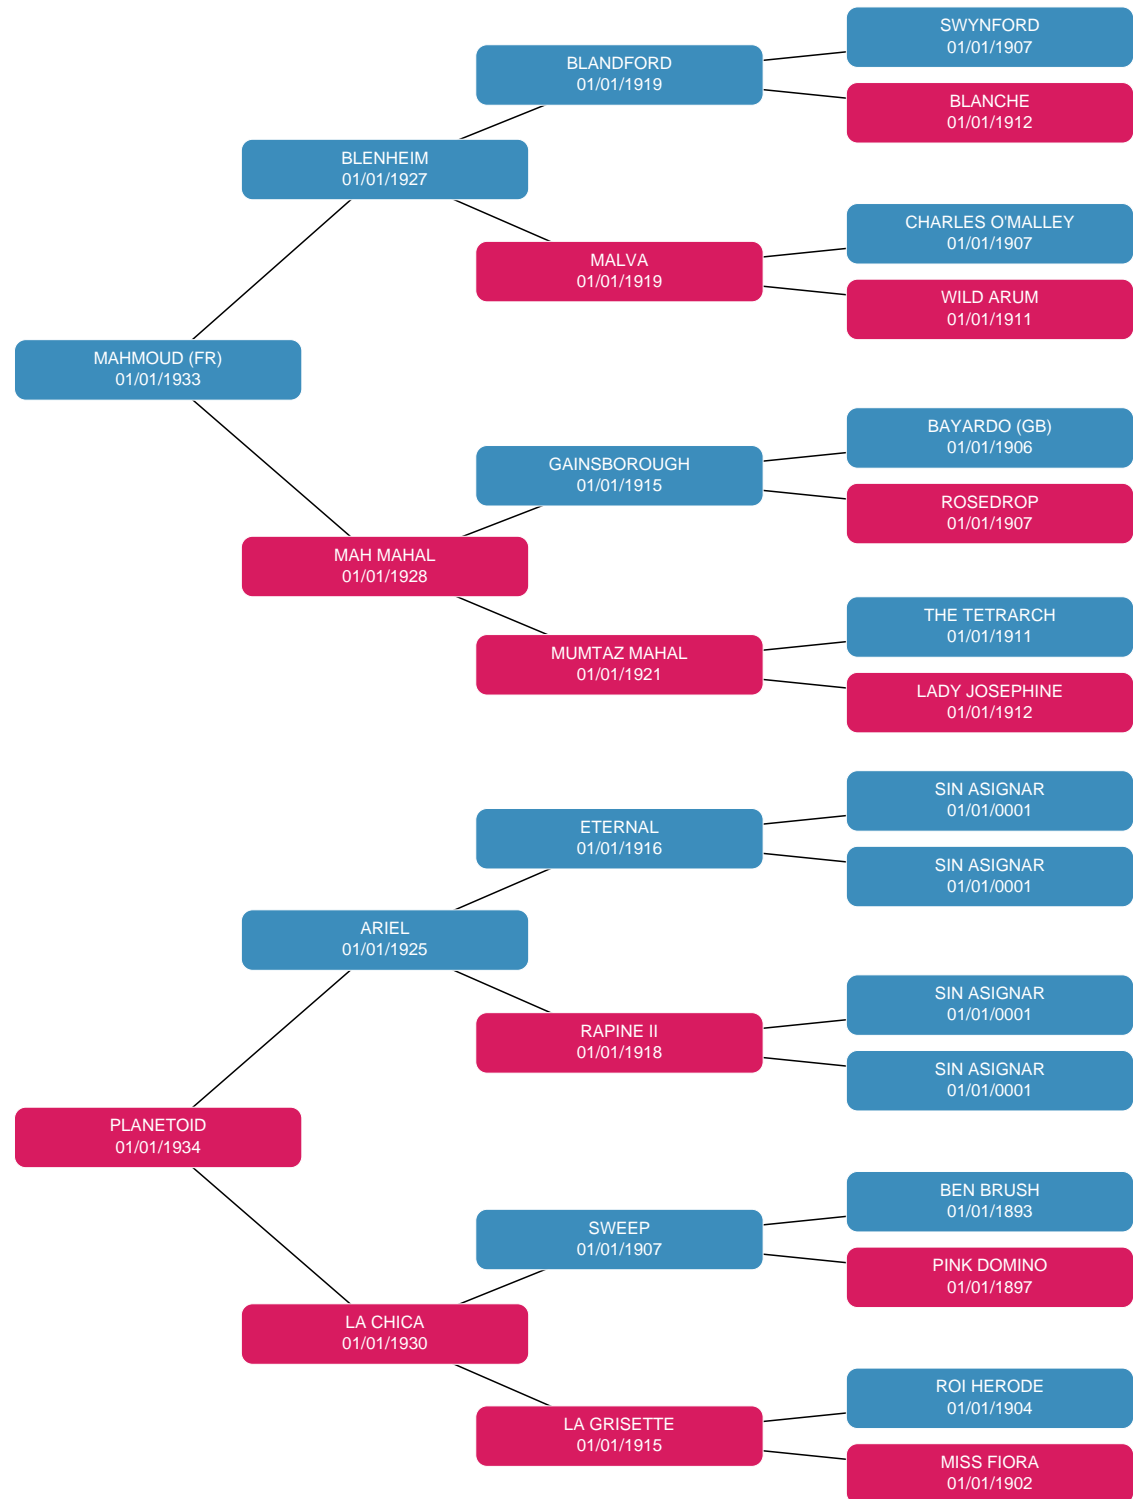 SWYNFORD
01/01/1907
BLANDFORD
01/01/1919
BLANCHE
01/01/1912
BLENHEIM
01/01/1927
CHARLES O'MALLEY
01/01/1907
MALVA
01/01/1919
WILD ARUM
01/01/1911
MAHMOUD (FR)
01/01/1933
BAYARDO (GB)
01/01/1906
GAINSBOROUGH
01/01/1915
ROSEDROP
01/01/1907
MAH MAHAL
01/01/1928
THE TETRARCH
01/01/1911
MUMTAZ MAHAL
01/01/1921
LADY JOSEPHINE
01/01/1912
SIN ASIGNAR
01/01/0001
ETERNAL
01/01/1916
SIN ASIGNAR
01/01/0001
ARIEL
01/01/1925
SIN ASIGNAR
01/01/0001
RAPINE II
01/01/1918
SIN ASIGNAR
01/01/0001
PLANETOID
01/01/1934
BEN BRUSH
01/01/1893
SWEEP
01/01/1907
PINK DOMINO
01/01/1897
LA CHICA
01/01/1930
ROI HERODE
01/01/1904
LA GRISETTE
01/01/1915
MISS FIORA
01/01/1902